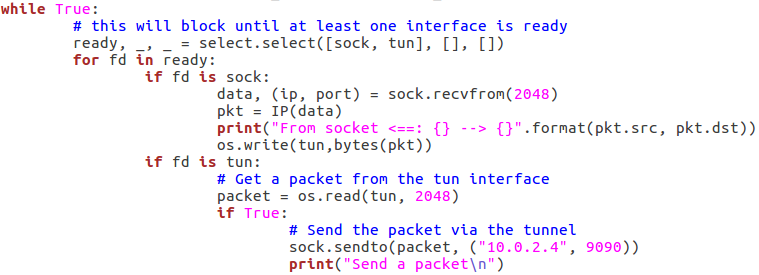 while True:
        # this will block until at least one interface is ready
        ready, _, _ = select.select([sock, tun], [], [])
        for fd in ready:
                if fd is sock:
                        data, (ip, port) = sock.recvfrom(2048)
                        pkt = IP(data)
                        print("From socket <==: {} --> {}".format(pkt.src, pkt.dst))
                        os.write(tun,bytes(pkt))
                if fd is tun:
                        # Get a packet from the tun interface
                        packet = os.read(tun, 2048)
                        if True:
                                # Send the packet via the tunnel
                                sock.sendto(packet, ("10.0.2.4", 9090))
                                print("Send a packet\n")